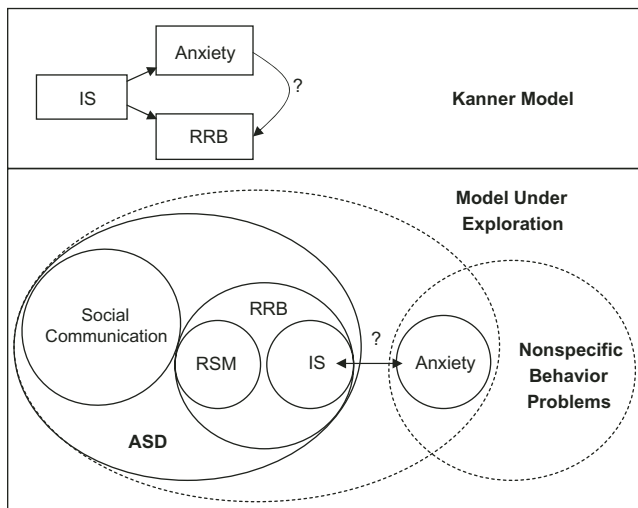 Anxiety
IS
?
RRB
Kanner Model
Model Under
Exploration
Social
Communication
RRB
RSM
IS
?
Anxiety
Nonspecific
Behavior
Problems
ASD